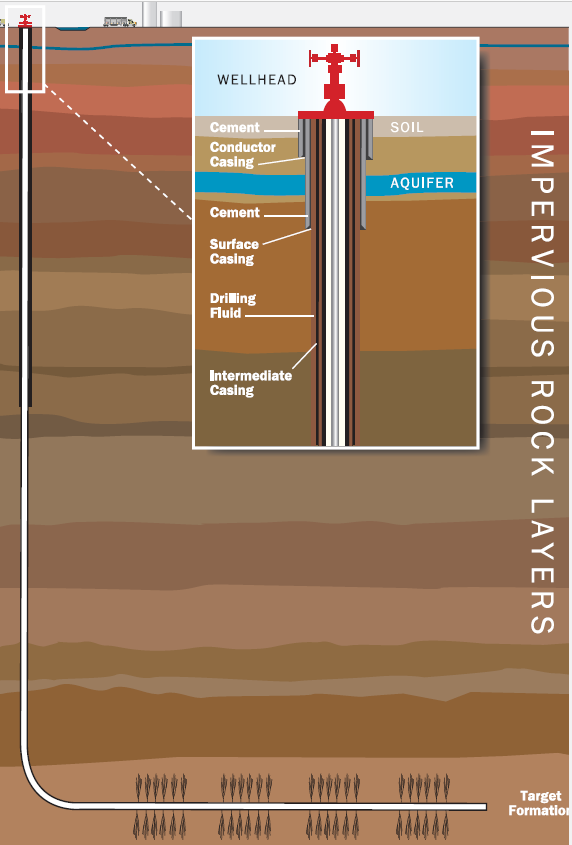 WELLHEAD
Cement
SOIL
Conductor
Casing
AQUIFER
Cement
Surface
Casing
Drilling
Fluid
Intermediate
Casing
IMPERVIOUS ROCK LAYERS
Target
Formation